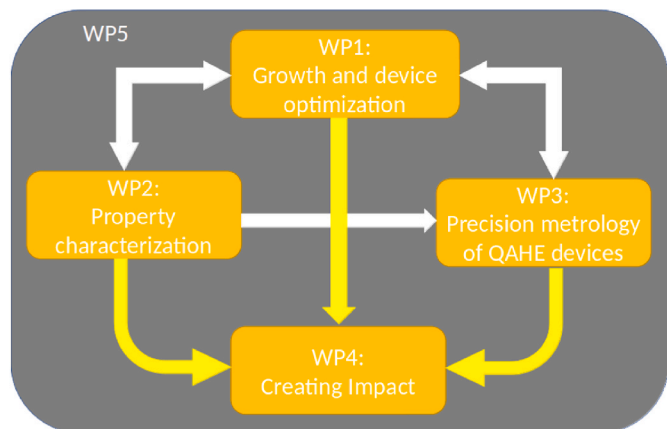 WP5
WP1:
Growth and device
optimization
WP2:
Property
characterization
WP3:
Precision metrology
of QAHE devices
WP4:
Creating Impact